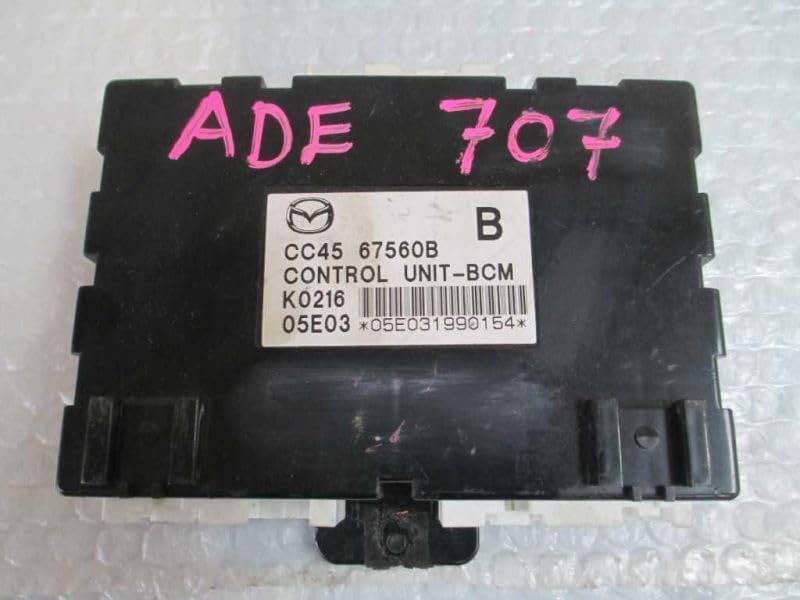 ADE 707
B
CC45 67560B
CONTROL UNIT-BCM
K0216
05E03 *05E031990154*